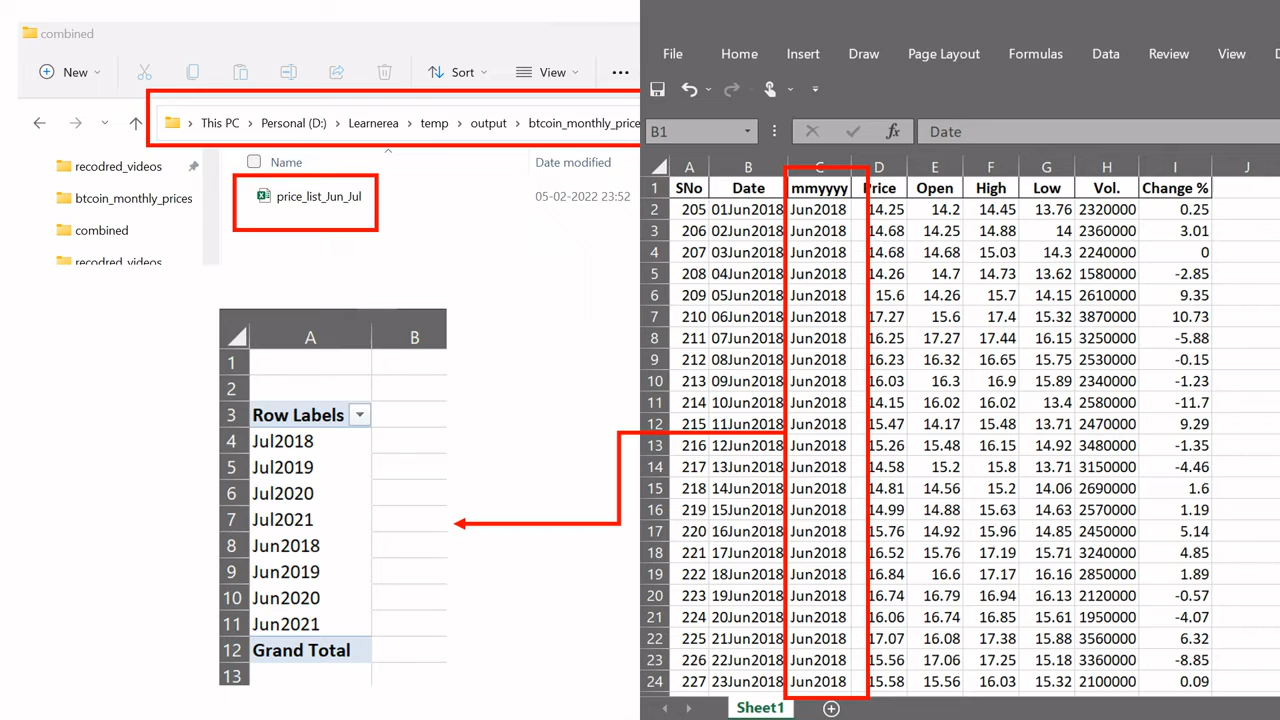 combined
New
Sort
View
This PC > Personal (D:) > Learnerea > temp > output > btcoin_monthly_price
recodred_videos
btcoin_monthly_prices
combined
recodred_videos
Name Date modified
price_list_Jun_Jul 05-02-2022 23:52
A B
1
2
3 Row Labels
4 Jul2018
5 Jul2019
6 Jul2020
7 Jul2021
8 Jun2018
9 Jun2019
10 Jun2020
11 Jun2021
12 Grand Total
13
File Home Insert Draw Page Layout Formulas Data Review View D
B1 fx Date
A B C D E F G H I J
1 SNo Date mmyyyy Price Open High Low Vol. Change %
2 205 01Jun2018 Jun2018 14.25 14.2 14.45 13.76 2320000 0.25
3 206 02Jun2018 Jun2018 14.68 14.25 14.88 14 2360000 3.01
4 207 03Jun2018 Jun2018 14.68 14.68 15.03 14.3 2240000 0
5 208 04Jun2018 Jun2018 14.26 14.7 14.73 13.62 1580000 -2.85
6 209 05Jun2018 Jun2018 15.6 14.26 15.7 14.15 2610000 9.35
7 210 06Jun2018 Jun2018 17.27 15.6 17.4 15.32 3870000 10.73
8 211 07Jun2018 Jun2018 16.25 17.27 17.44 16.15 3250000 -5.88
9 212 08Jun2018 Jun2018 16.23 16.32 16.65 15.75 2530000 -0.15
10 213 09Jun2018 Jun2018 16.03 16.3 16.9 15.89 2340000 -1.23
11 214 10Jun2018 Jun2018 14.15 16.02 16.02 13.4 2580000 -11.7
12 215 11Jun2018 Jun2018 15.47 14.17 15.48 13.71 2470000 9.29
13 216 12Jun2018 Jun2018 15.26 15.48 16.15 14.92 3480000 -1.35
14 217 13Jun2018 Jun2018 14.58 15.2 15.8 13.71 3150000 -4.46
15 218 14Jun2018 Jun2018 14.81 14.56 15.2 14.06 2690000 1.6
16 219 15Jun2018 Jun2018 14.99 14.88 15.63 14.63 2570000 1.19
17 220 16Jun2018 Jun2018 15.76 14.92 15.96 14.85 2450000 5.14
18 221 17Jun2018 Jun2018 16.52 15.76 17.19 15.71 3240000 4.85
19 222 18Jun2018 Jun2018 16.84 16.6 17.17 16.16 2850000 1.89
20 223 19Jun2018 Jun2018 16.74 16.79 16.94 16.13 2120000 -0.57
21 224 20Jun2018 Jun2018 16.06 16.74 16.85 15.61 1950000 -4.07
22 225 21Jun2018 Jun2018 17.07 16.08 17.38 15.88 3550000 6.32
23 226 22Jun2018 Jun2018 15.56 17.06 17.25 15.18 3360000 -8.85
24 227 23Jun2018 Jun2018 15.58 15.56 16.03 15.32 2100000 0.09
Sheet1